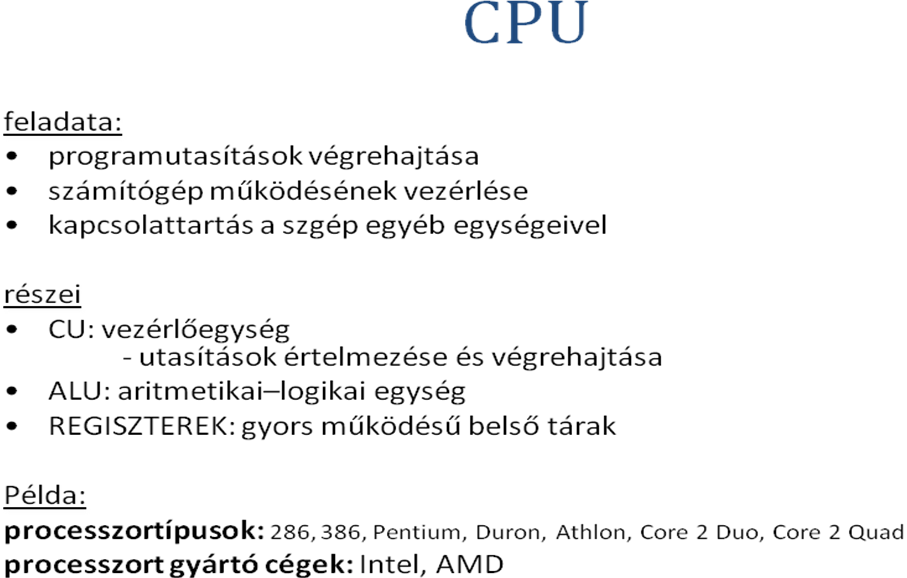 CPU
feladata:
• programutasítások végrehajtása
• számítógép működésének vezérlése
• kapcsolattartás a szgép egyéb egységeivel
részei
• CU: vezérlőegység
- utasítások értelmezése és végrehajtása
• ALU: aritmetikai–logikai egység
• REGISZTEREK: gyors működésű belső tárak
Példa:
processzortípusok: 286, 386, Pentium, Duron, Athlon, Core 2 Duo, Core 2 Quad
processzort gyártó cégek: Intel, AMD